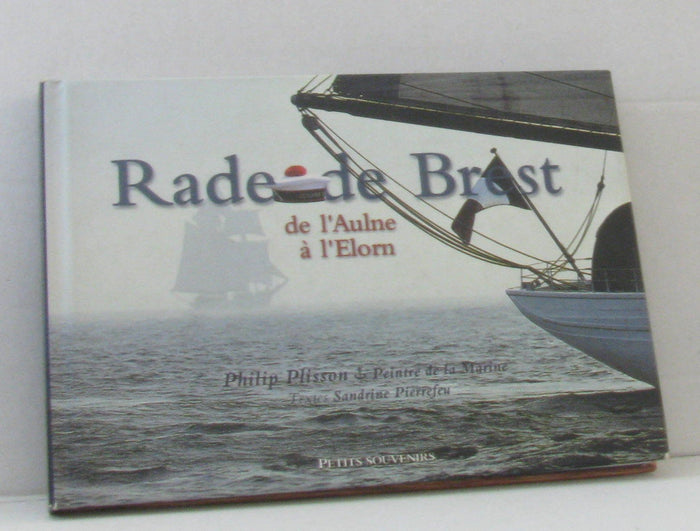 Rade de Brest
de l'Aulne
à l'Elorn
Philip Plisson Peintre de la Marine
Textes Sandrine Pierrefeu
PETITS SOUVENIRS